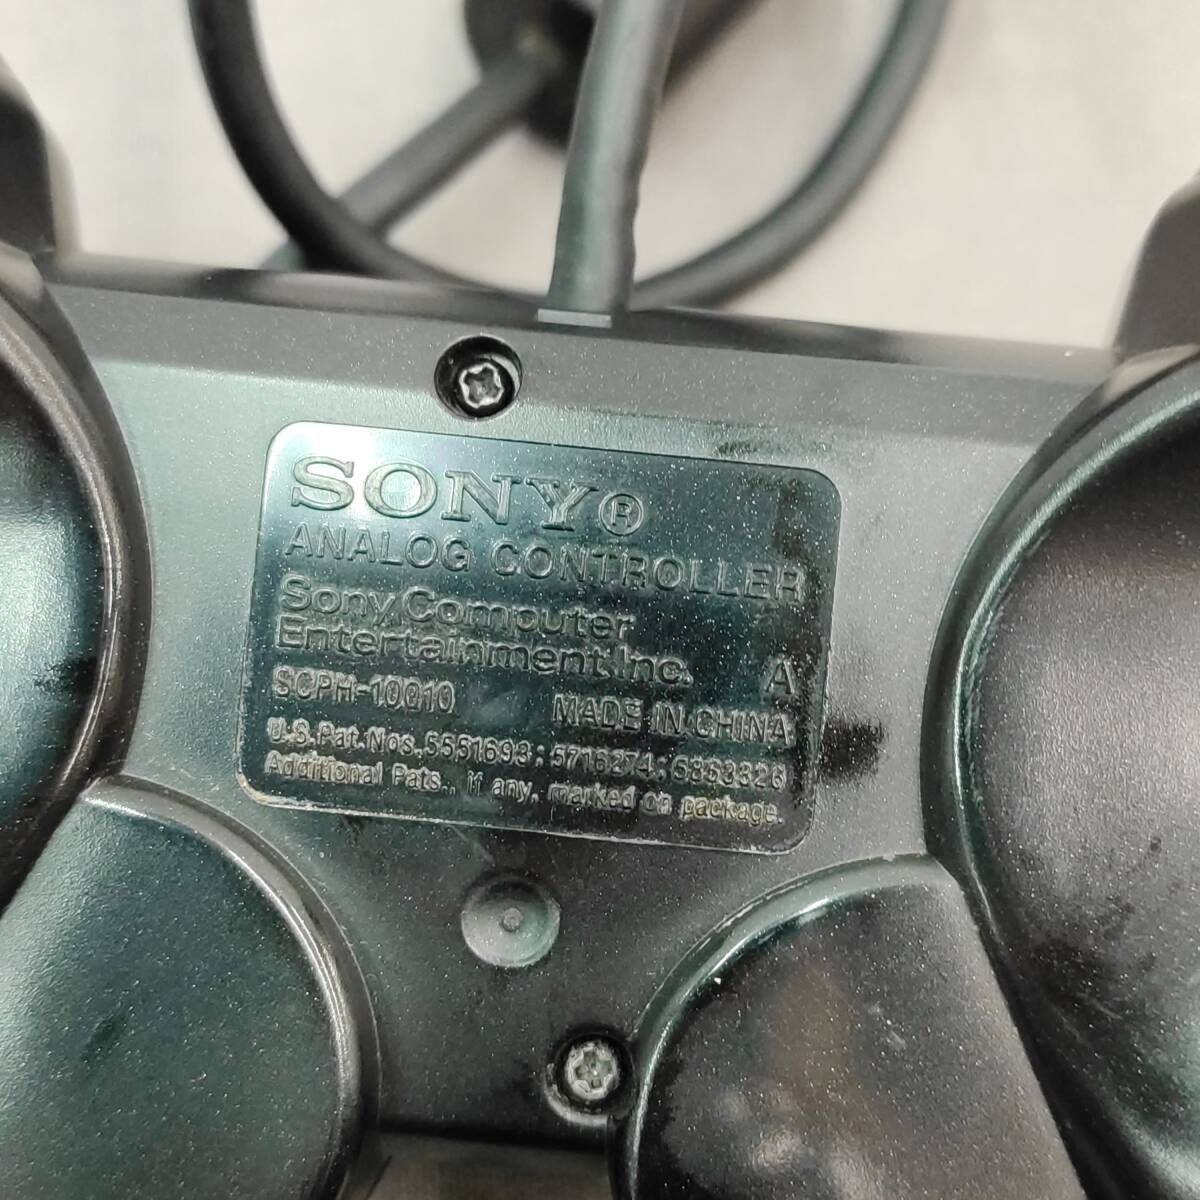 SONY®
ANALOG CONTROLLER
Sony Computer
Entertainment Inc. A
SCPH-10010 MADE IN CHINA
U.S. Pat. Nos. 5551693; 5716274; 5853326
Additional Pats., if any, marked on package.